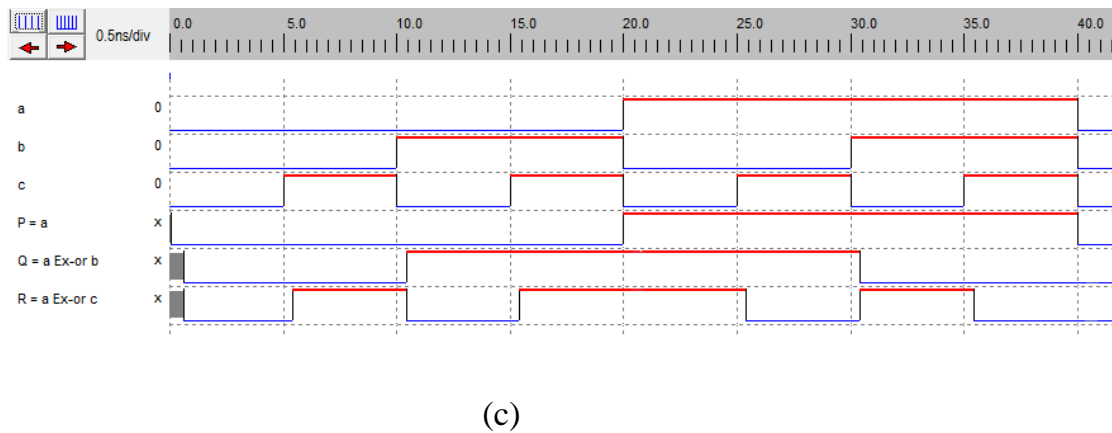 0.5ns/div 0.0 5.0 10.0 15.0 20.0 25.0 30.0 35.0 40.0
a 0
b 0
c 0
P = a x
Q = a Ex-or b x
R = a Ex-or c x
(c)